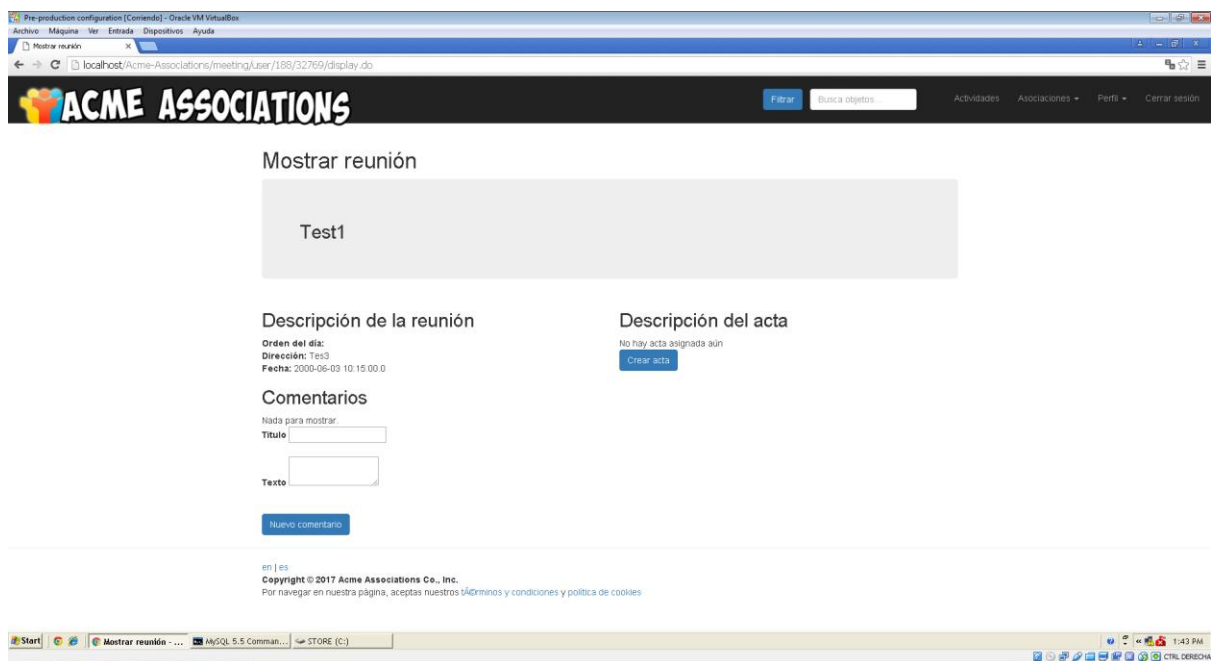 Pre-production configuration [Corriendo] - Oracle VM VirtualBox
Archivo Máquina Ver Entrada Dispositivos Ayuda
Mostrar reunión
localhost/Acme-Associations/meeting/user/188/32769/display.do
ACME ASSOCIATIONS
Filtrar
Busca objetos...
Actividades
Asociaciones
Perfil
Cerrar sesión
Mostrar reunión
Test1
Descripción de la reunión
Orden del día:
Dirección: Tes3
Fecha: 2000-06-03 10:15:00.0
Descripción del acta
No hay acta asignada aún
Crear acta
Comentarios
Nada para mostrar.
Título
Texto
Nuevo comentario
en | es
Copyright © 2017 Acme Associations Co., Inc.
Por navegar en nuestra página, aceptas nuestros tÃ©rminos y condiciones y política de cookies
Start
Mostrar reunión - ...
MySQL 5.5 Comman...
STORE (C:)
1:43 PM
CTRL DERECHA